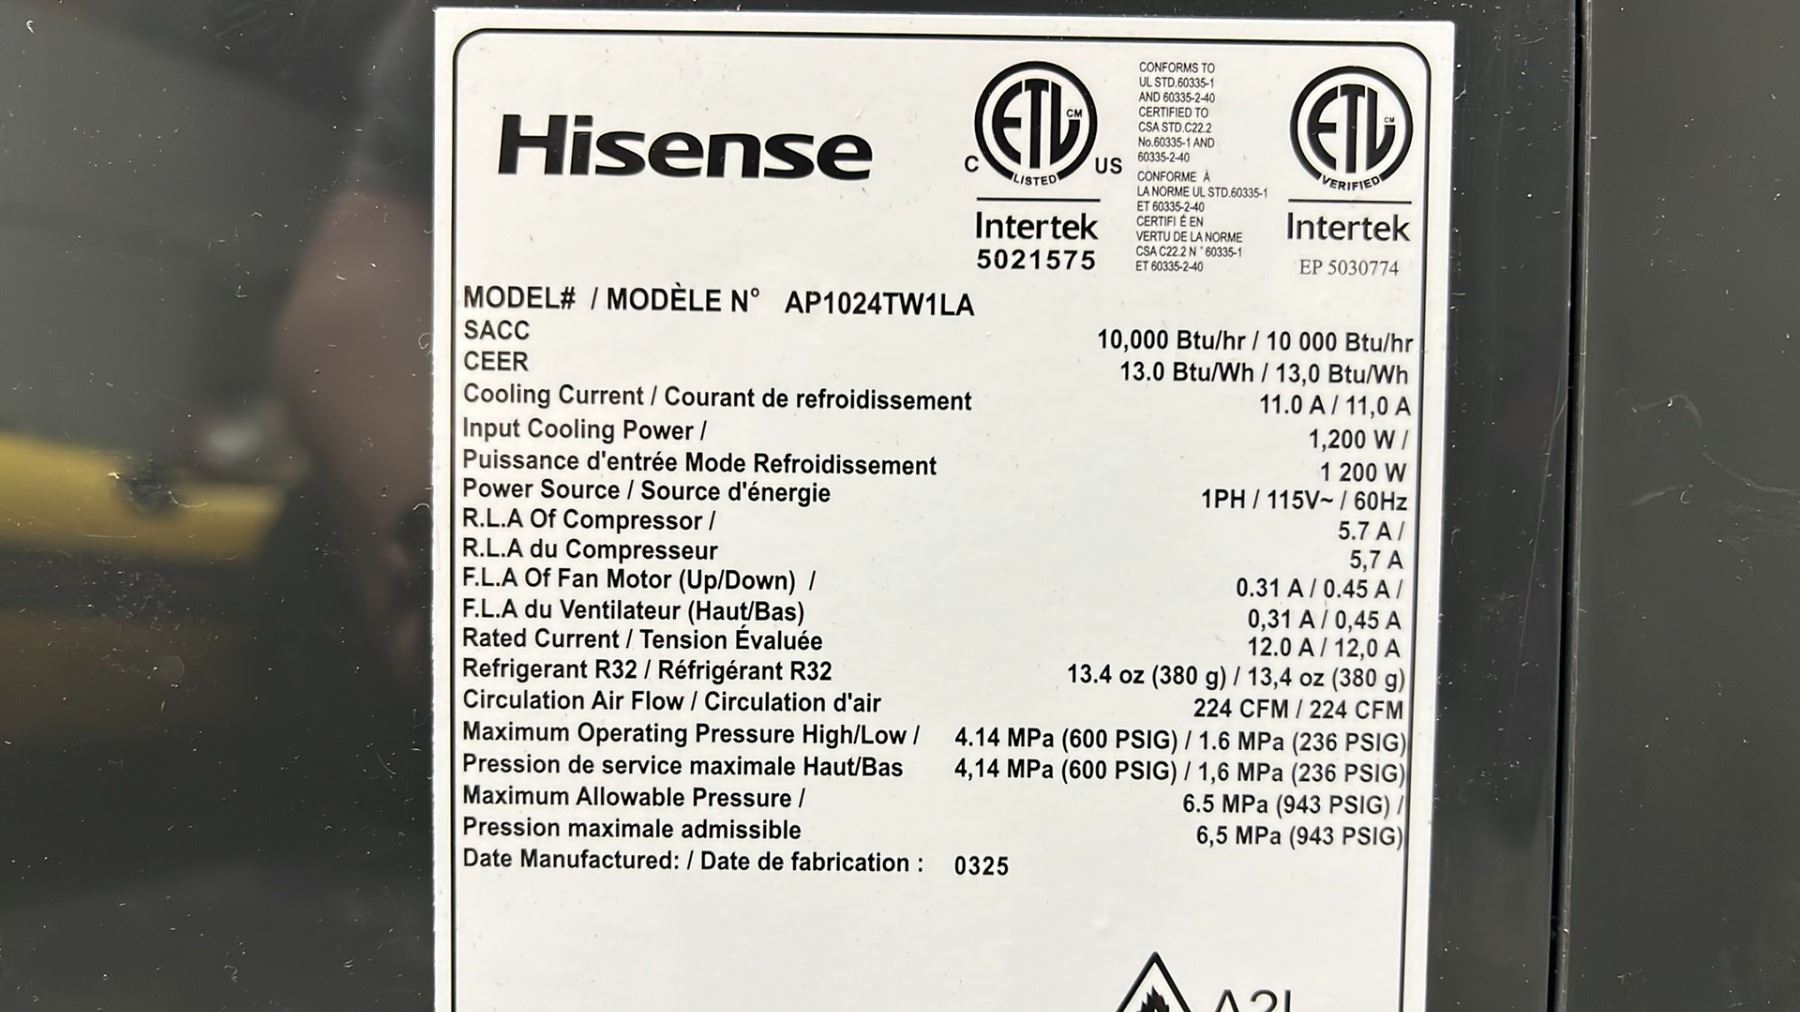 Hisense
ETL CM
C LISTED US
Intertek
5021575
CONFORMS TO
UL STD.60335-1
AND 60335-2-40
CERTIFIED TO
CSA STD.C22.2
No.60335-1 AND
60335-2-40
CONFORME À
LA NORME UL STD.60335-1
ET 60335-2-40
CERTIFI É EN
VERTU DE LA NORME
CSA C22.2 N° 60335-1
ET 60335-2-40
ETL CM
VERIFIED
Intertek
EP 5030774
MODEL# / MODÈLE N° AP1024TW1LA
SACC 10,000 Btu/hr / 10 000 Btu/hr
CEER 13.0 Btu/Wh / 13,0 Btu/Wh
Cooling Current / Courant de refroidissement 11.0 A / 11,0 A
Input Cooling Power / 1,200 W /
Puissance d'entrée Mode Refroidissement 1 200 W
Power Source / Source d'énergie 1PH / 115V~ / 60Hz
R.L.A Of Compressor / 5.7 A /
R.L.A du Compresseur 5,7 A
F.L.A Of Fan Motor (Up/Down) / 0.31 A / 0.45 A /
F.L.A du Ventilateur (Haut/Bas) 0,31 A / 0,45 A
Rated Current / Tension Évaluée 12.0 A / 12,0 A
Refrigerant R32 / Réfrigérant R32 13.4 oz (380 g) / 13,4 oz (380 g)
Circulation Air Flow / Circulation d'air 224 CFM / 224 CFM
Maximum Operating Pressure High/Low / 4.14 MPa (600 PSIG) / 1.6 MPa (236 PSIG)
Pression de service maximale Haut/Bas 4,14 MPa (600 PSIG) / 1,6 MPa (236 PSIG)
Maximum Allowable Pressure / 6.5 MPa (943 PSIG) /
Pression maximale admissible 6,5 MPa (943 PSIG)
Date Manufactured: / Date de fabrication : 0325
A2L